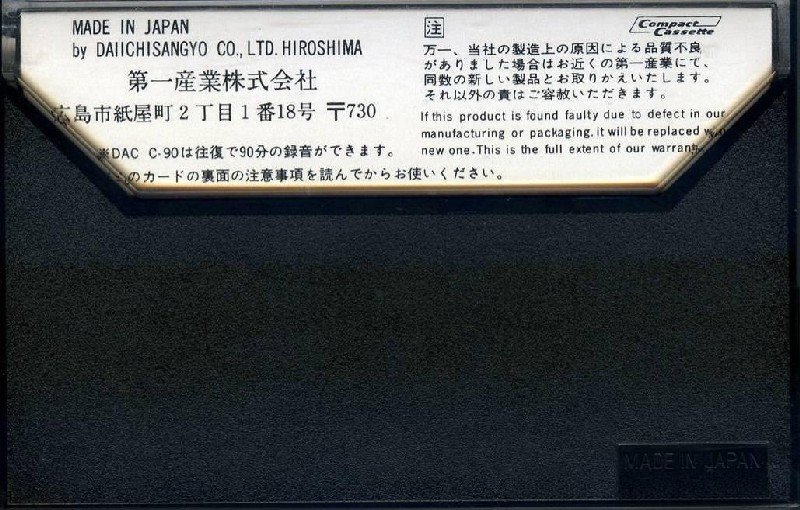 MADE IN JAPAN
by DAIICHISANGYO CO., LTD. HIROSHIMA
第一産業株式会社
広島市紙屋町2丁目1番18号 〒730
※DAC C-90は往復で90分の録音ができます。
のカードの裏面の注意事項を読んでからお使いください。
注
Compact
Cassette
万一、当社の製造上の原因による品質不良
がありました場合はお近くの第一産業にて、
同数の新しい製品とお取りかえいたします。
それ以外の責はご容赦いただきます。
If this product is found faulty due to defect in our
manufacturing or packaging, it will be replaced
new one. This is the full extent of our warran
MADE IN JAPAN